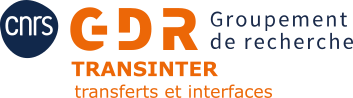 cnrs
GDR
Groupement
de recherche
TRANSINTER
transferts et interfaces